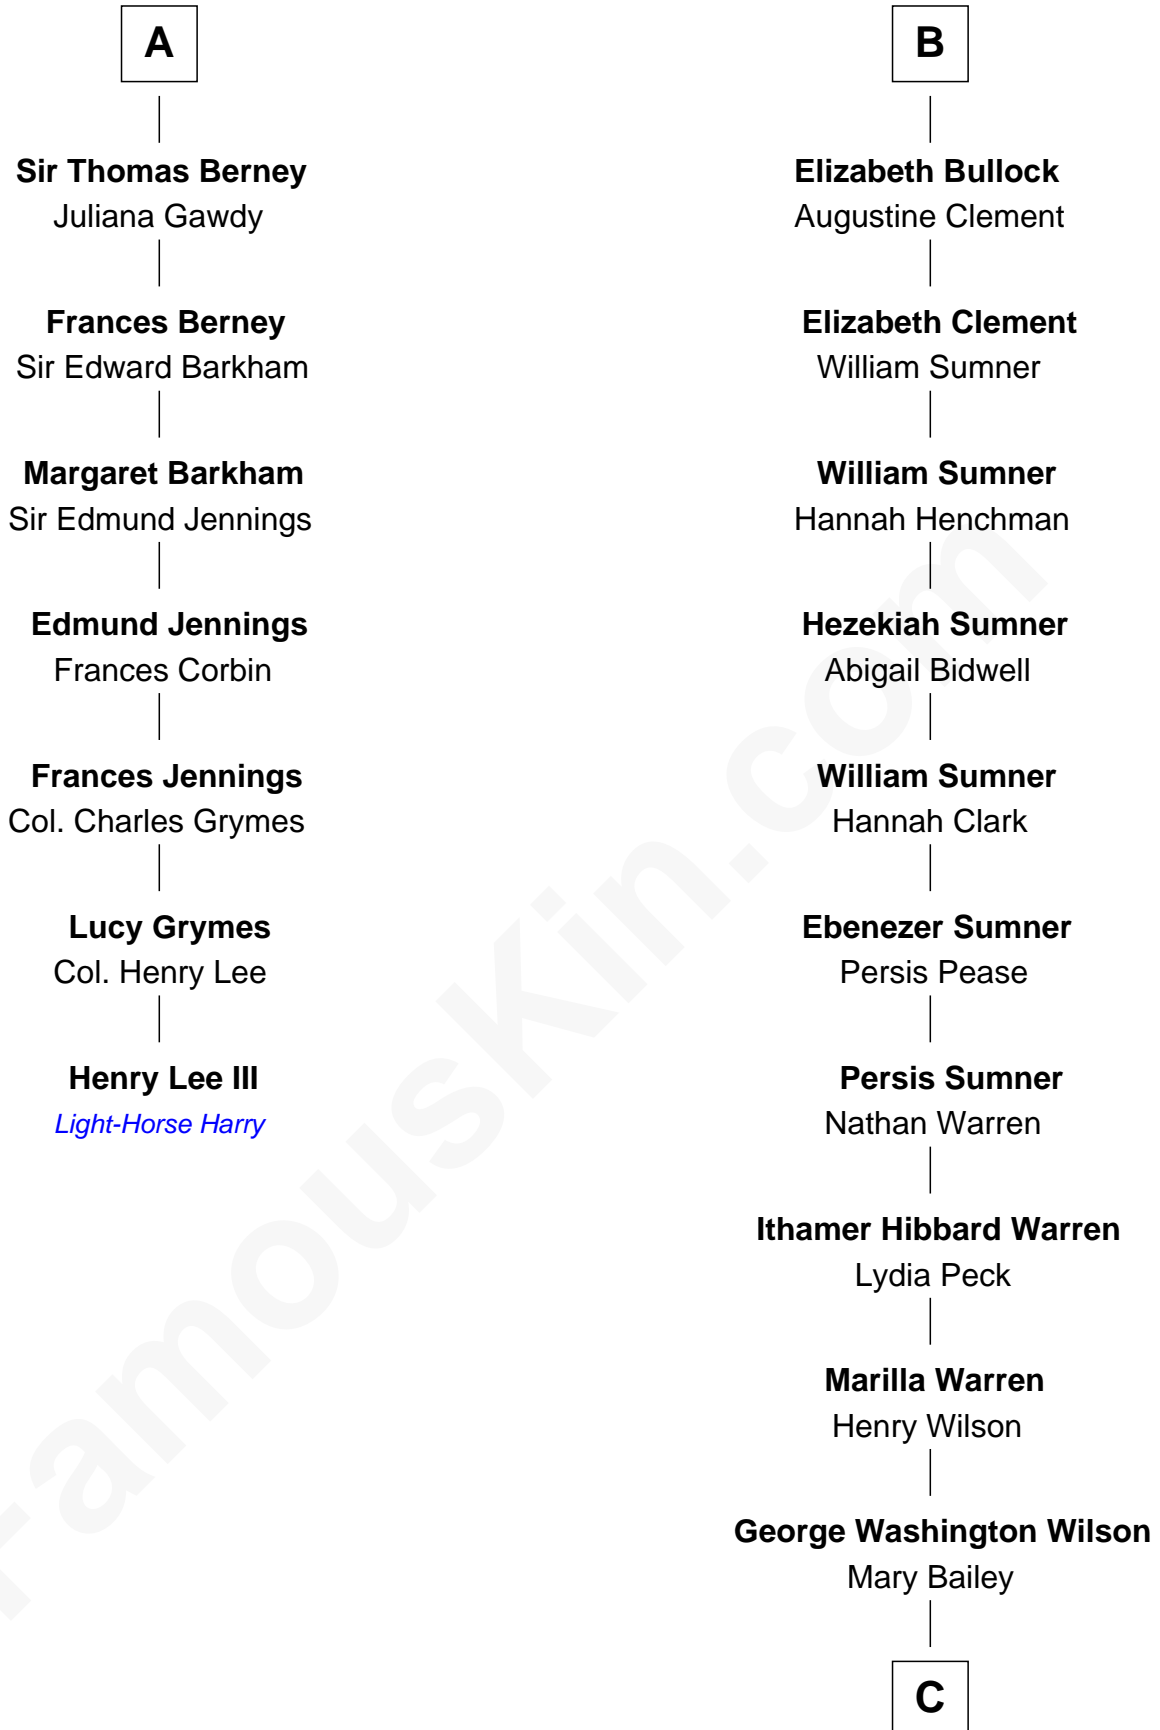 A
Sir Thomas Berney
Juliana Gawdy
Frances Berney
Sir Edward Barkham
Margaret Barkham
Sir Edmund Jennings
Edmund Jennings
Frances Corbin
Frances Jennings
Col. Charles Grymes
Lucy Grymes
Col. Henry Lee
Henry Lee III
Light-Horse Harry
B
Elizabeth Bullock
Augustine Clement
Elizabeth Clement
William Sumner
William Sumner
Hannah Henchman
Hezekiah Sumner
Abigail Bidwell
William Sumner
Hannah Clark
Ebenezer Sumner
Persis Pease
Persis Sumner
Nathan Warren
Ithamer Hibbard Warren
Lydia Peck
Marilla Warren
Henry Wilson
George Washington Wilson
Mary Bailey
C
FamousKin.com